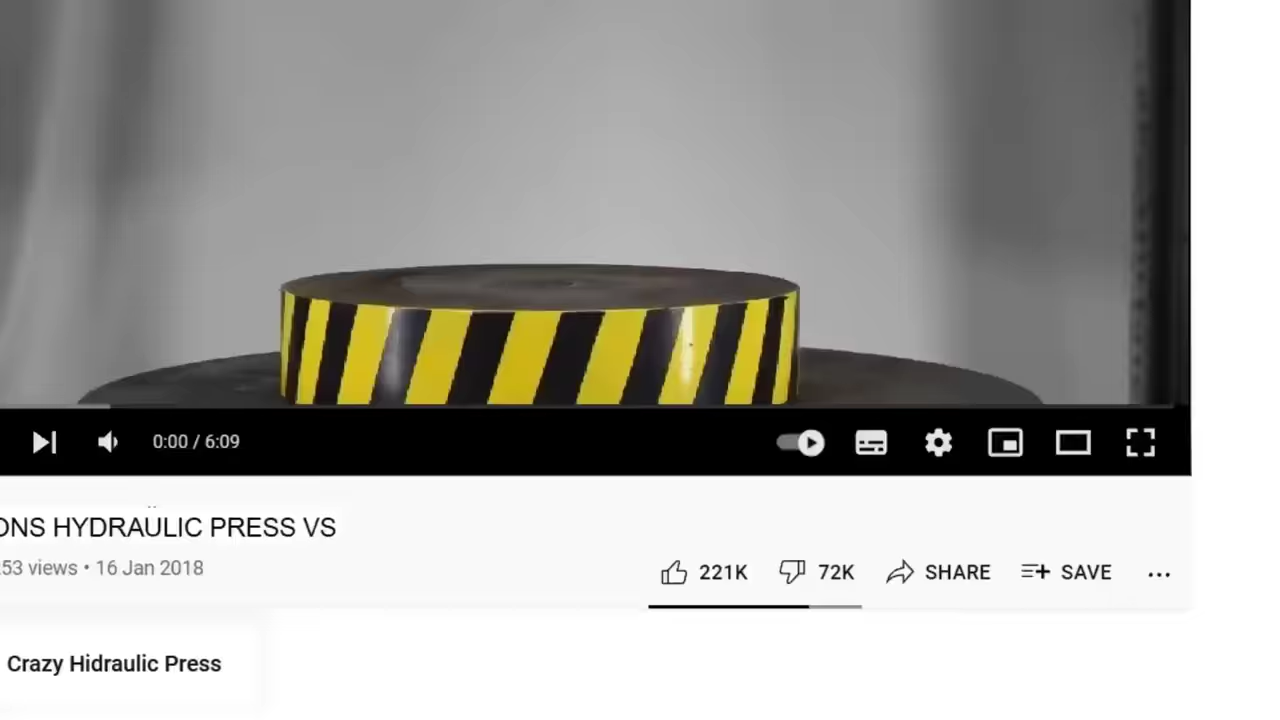 0:00 / 6:09
ONS HYDRAULIC PRESS VS
253 views • 16 Jan 2018
221K
72K
SHARE
SAVE
Crazy Hidraulic Press